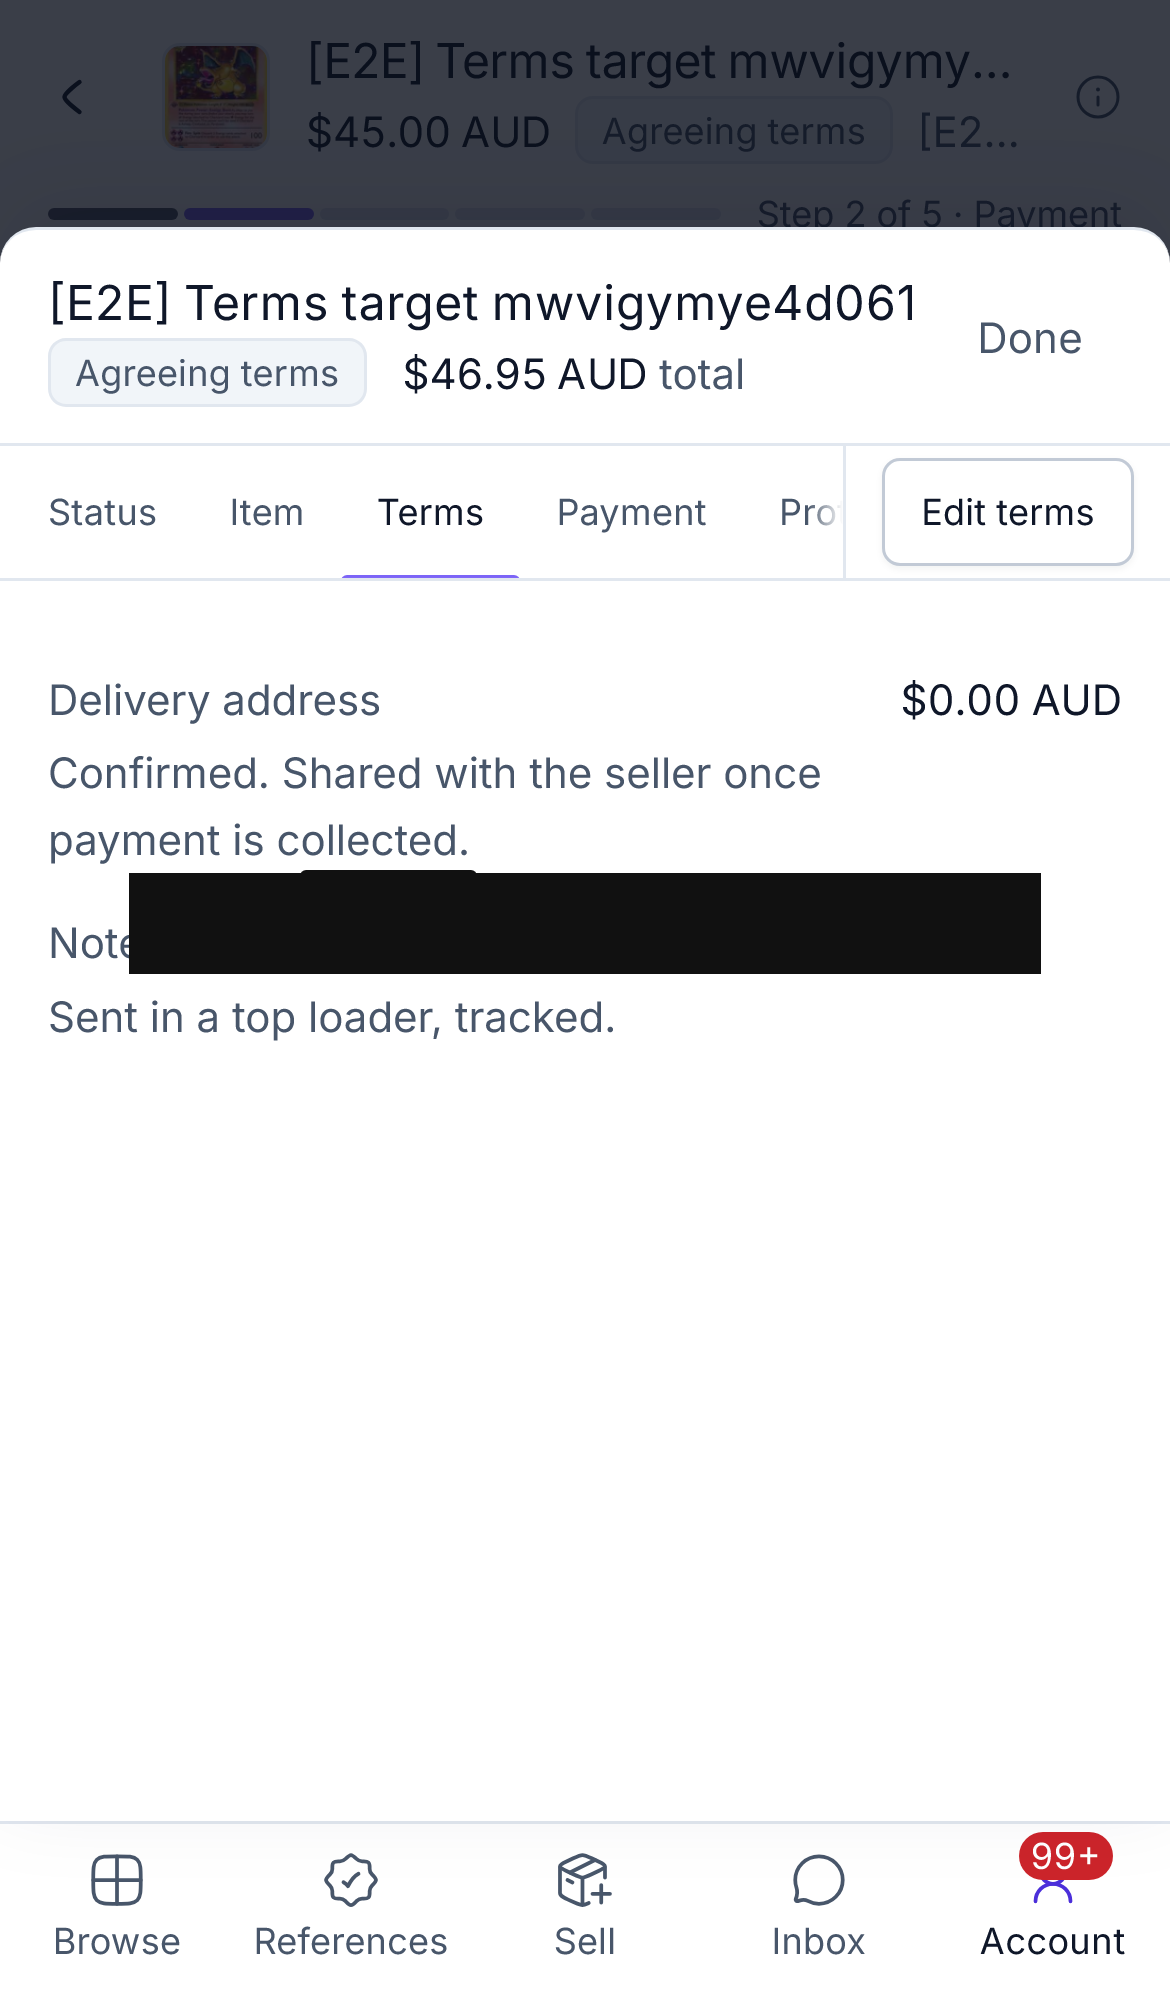 [E2E] Terms target mwvigymy...
$45.00 AUD Agreeing terms [E2...
Step 2 of 5 · Payment
[E2E] Terms target mwvigymye4d061
Done
Agreeing terms $46.95 AUD total
Status Item Terms Payment Edit terms
Delivery address $0.00 AUD
Confirmed. Shared with the seller once
payment is collected.
Sent in a top loader, tracked.
99+
Browse References Sell Inbox Account